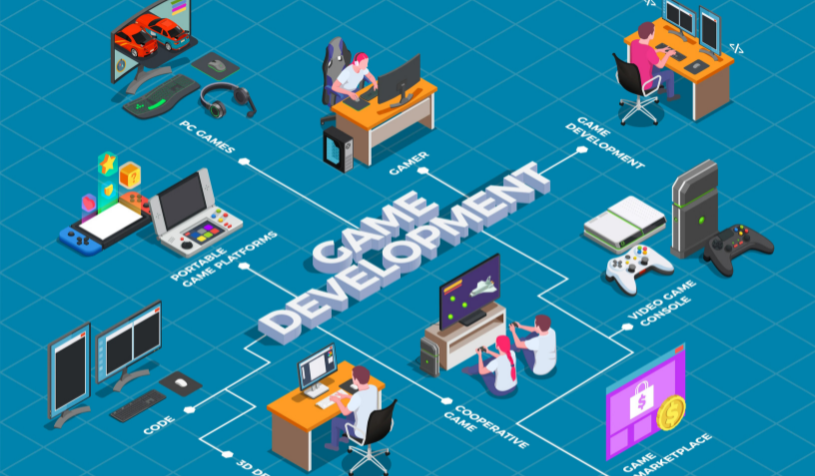 </>
</>
PC GAMES
GAMER
GAME
DEVELOPMENT
GAME
DEVELOPMENT
PORTABLE
GAME PLATFORMS
VIDEO GAME
CONSOLE
CODE
COOPERATIVE
GAME
3D
GAME
MARKETPLACE